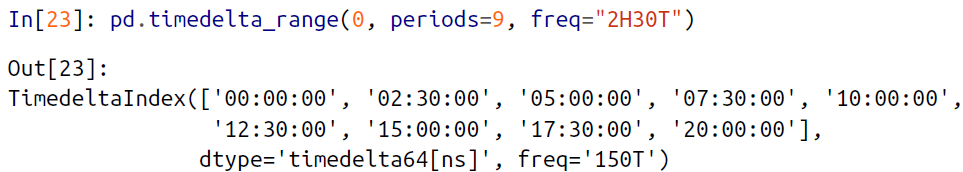 In[23]: pd.timedelta_range(0, periods=9, freq="2H30T")
Out[23]:
TimedeltaIndex(['00:00:00', '02:30:00', '05:00:00', '07:30:00', '10:00:00',
'12:30:00', '15:00:00', '17:30:00', '20:00:00'],
dtype='timedelta64[ns]', freq='150T')